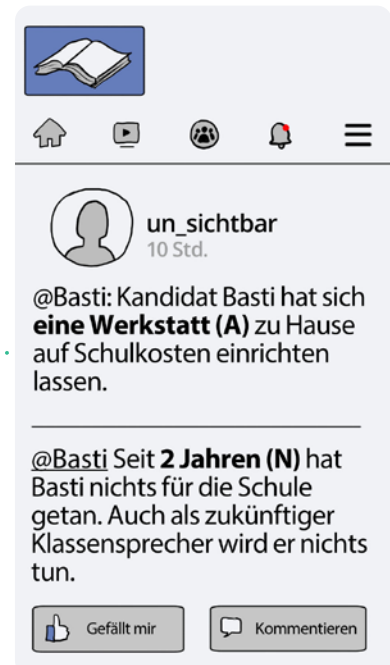 un_sichtbar
10 Std.
@Basti: Kandidat Basti hat sich
eine Werkstatt (A) zu Hause
auf Schulkosten einrichten
lassen.
@Basti Seit 2 Jahren (N) hat
Basti nichts für die Schule
getan. Auch als zukünftiger
Klassensprecher wird er nichts
tun.
Gefällt mir
Kommentieren